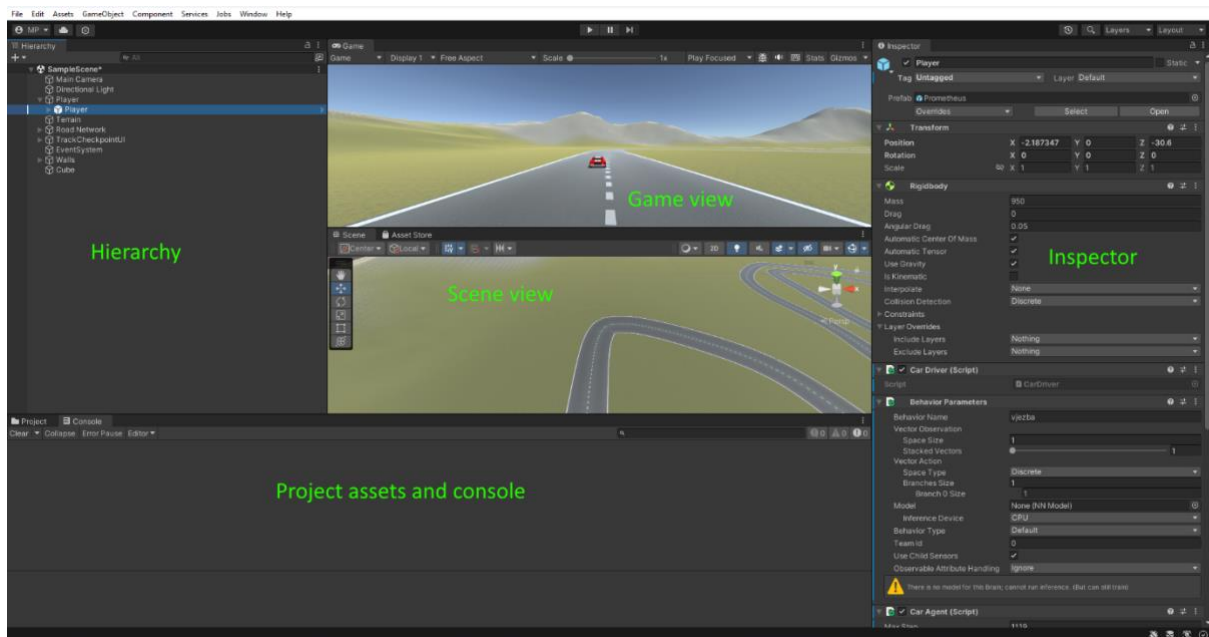 File Edit Assets GameObject Component Services Jobs Window Help
MP
Layers Layout
Hierarchy
All
SampleScene*
Main Camera
Directional Light
Player
Player
Terrain
Road Network
TrackCheckpointUI
EventSystem
Walls
Cube
Hierarchy
Game
Game Display 1 Free Aspect Scale 1x Play Focused Stats Gizmos
Game view
Scene Asset Store
Center Local 2D
Scene view
Persp
Inspector
Player Static
Tag Untagged Layer Default
Prefab Prometheus
Overrides Select Open
Transform
Position X -2.187347 Y 0 Z -30.6
Rotation X 0 Y 0 Z 0
Scale X 1 Y 1 Z 1
Rigidbody
Mass 950
Drag 0
Angular Drag 0.05
Automatic Center Of Mass
Automatic Tensor
Use Gravity
Is Kinematic
Interpolate None
Collision Detection Discrete
Constraints
Layer Overrides
Include Layers Nothing
Exclude Layers Nothing
Inspector
Car Driver (Script)
Script CarDriver
Behavior Parameters
Behavior Name vjezba
Vector Observation
Space Size 1
Stacked Vectors 1
Vector Action
Space Type Discrete
Branches Size 1
Branch 0 Size 1
Model None (NN Model)
Inference Device CPU
Behavior Type Default
Team Id 0
Use Child Sensors
Observable Attribute Handling Ignore
There is no model for this Brain; cannot run inference. (But can still train)
Car Agent (Script)
Max Step 1119
Project Console
Clear Collapse Error Pause Editor 0 0 0
Project assets and console